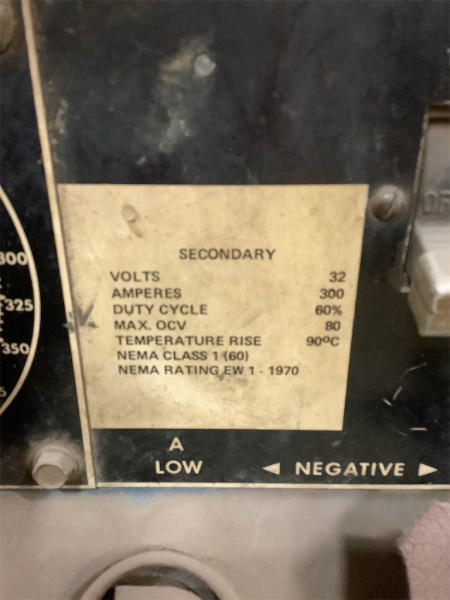 SECONDARY
VOLTS 32
AMPERES 300
DUTY CYCLE 60%
MAX. OCV 80
TEMPERATURE RISE 90°C
NEMA CLASS 1 (60)
NEMA RATING EW 1 - 1970
300
325
350
A
LOW
◄ NEGATIVE ►